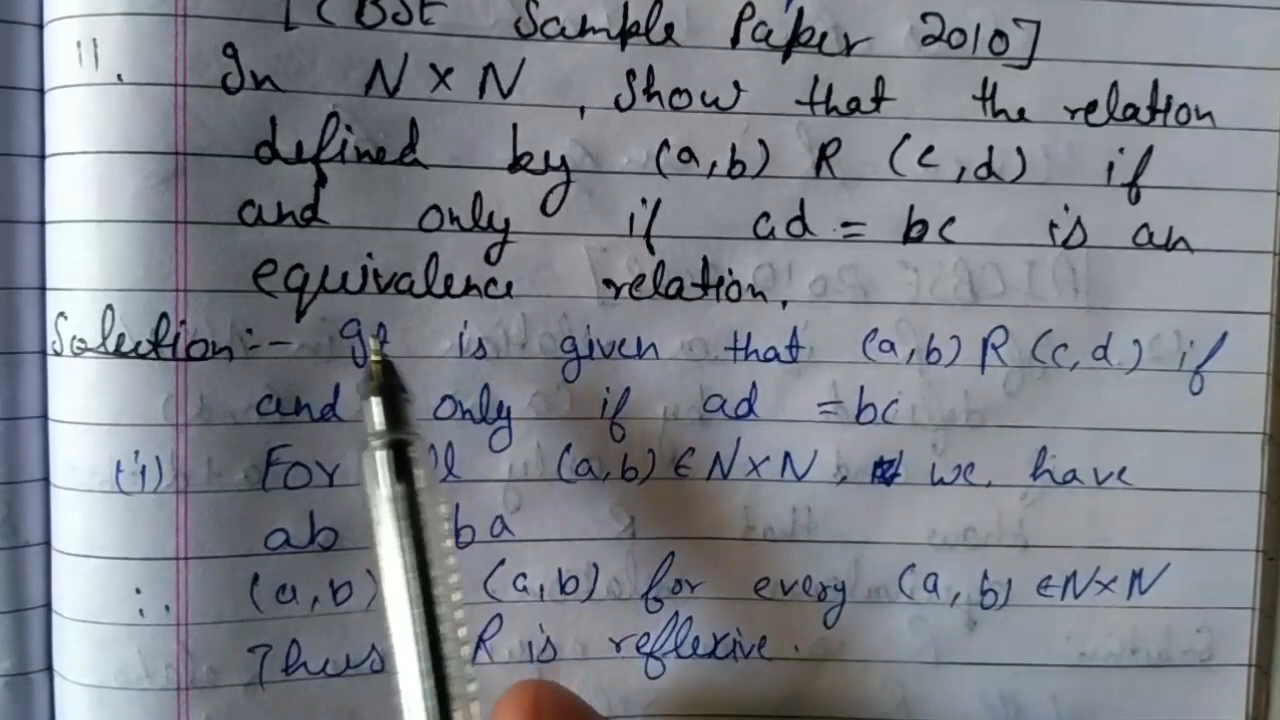 [CBSE Sample Paper 2010]
11. In N×N, Show that the relation
defined by (a,b) R (c,d) if
and only if ad = bc is an
equivalence relation.
Solution:- It is given that (a,b) R (c,d) if
and only if ad = bc
(i) For (a,b) ∈ N×N, we have
ab ba
∴ (a,b) (a,b) for every (a,b) ∈ N×N
Thus R is reflexive.